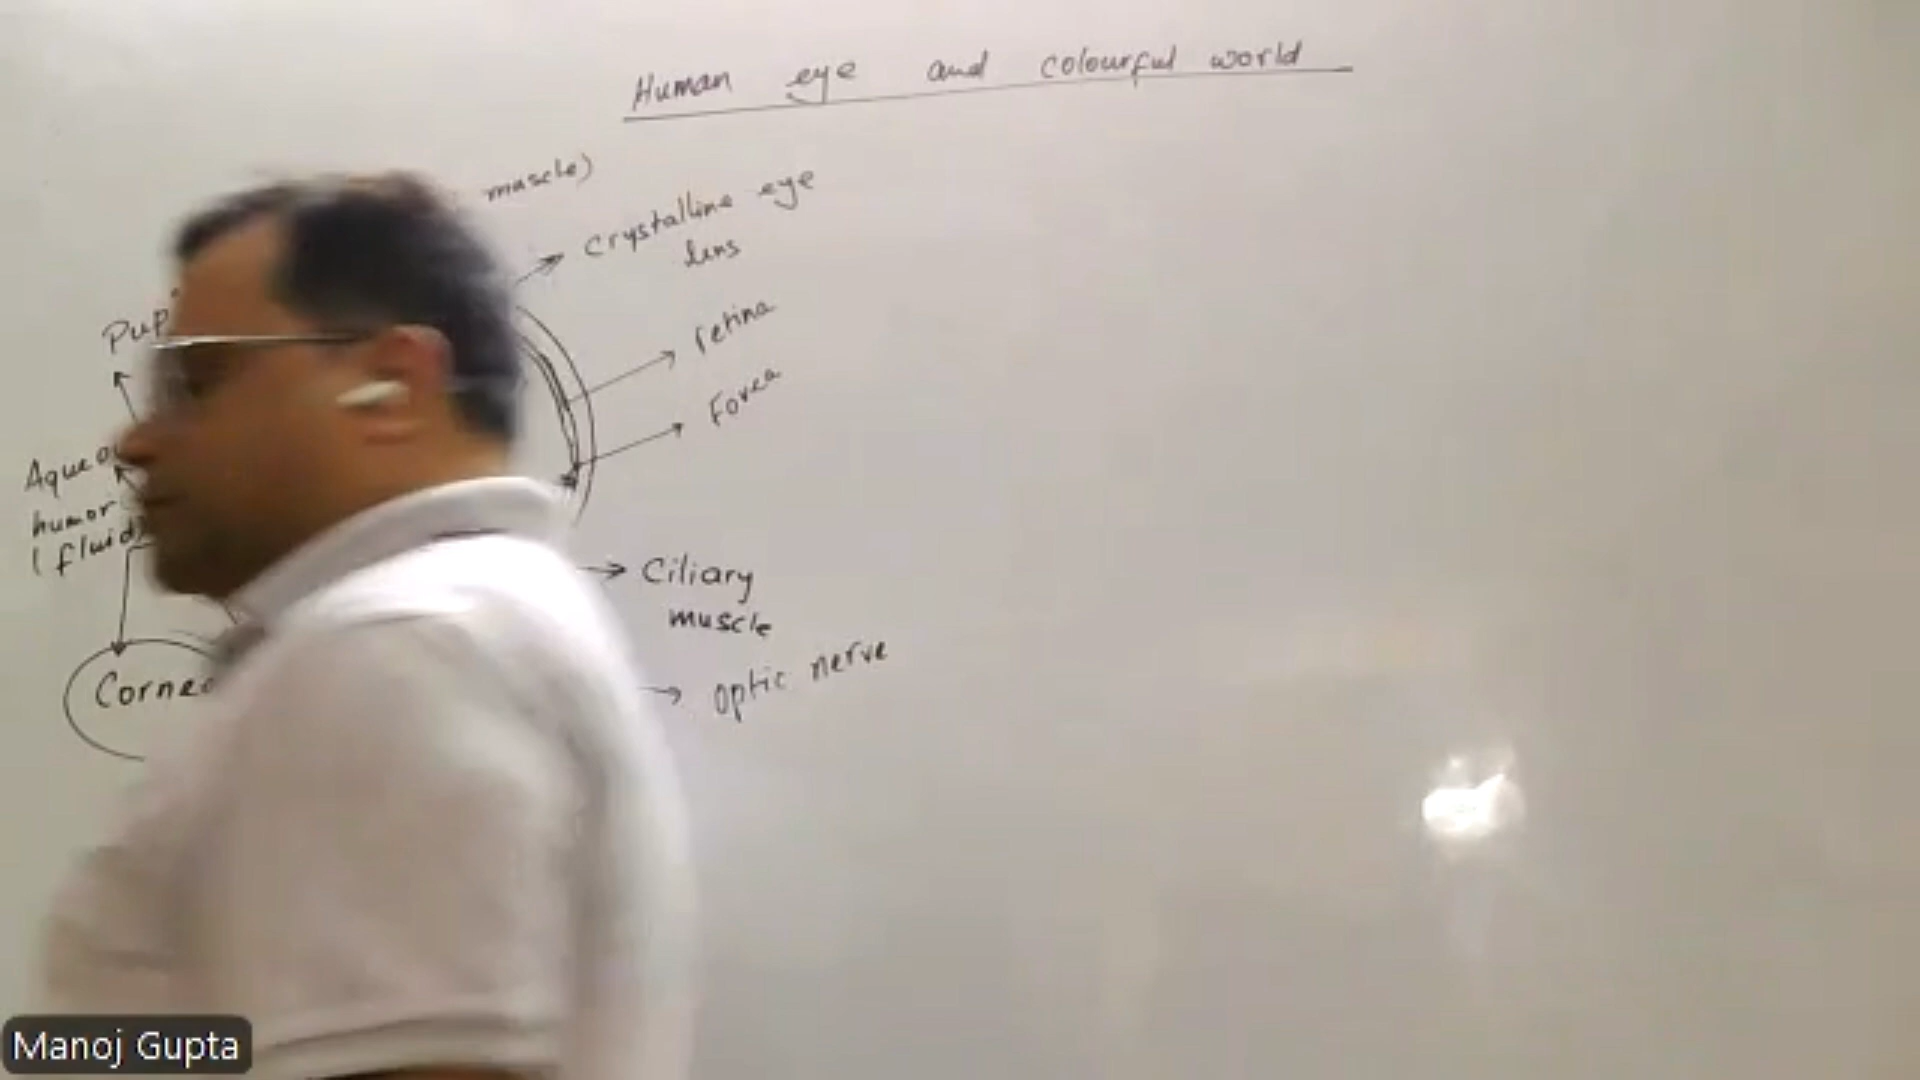 Human eye and colourful world
muscle)
Crystalline eye
lens
Pup
retina
Fovea
Aqueo
humor
(fluid)
Ciliary
muscle
Cornea
optic nerve
Manoj Gupta